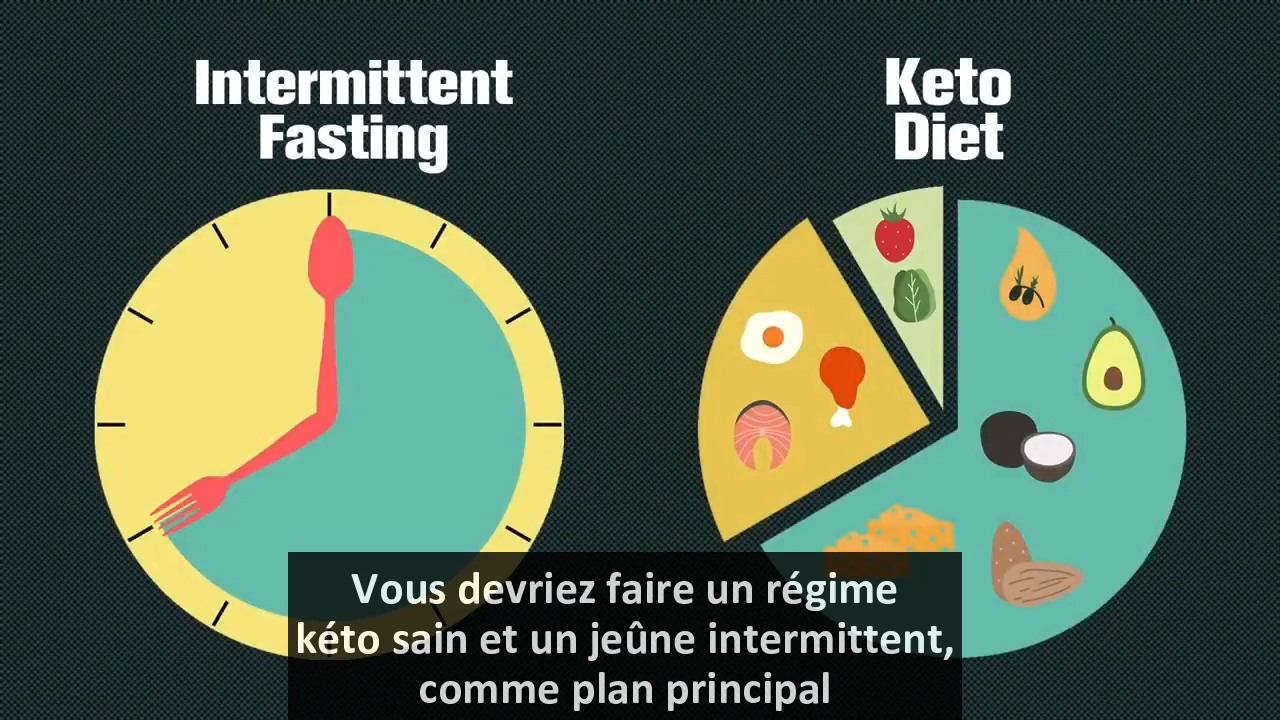 Intermittent
Fasting
Keto
Diet
Vous devriez faire un régime
kéto sain et un jeûne intermittent,
comme plan principal